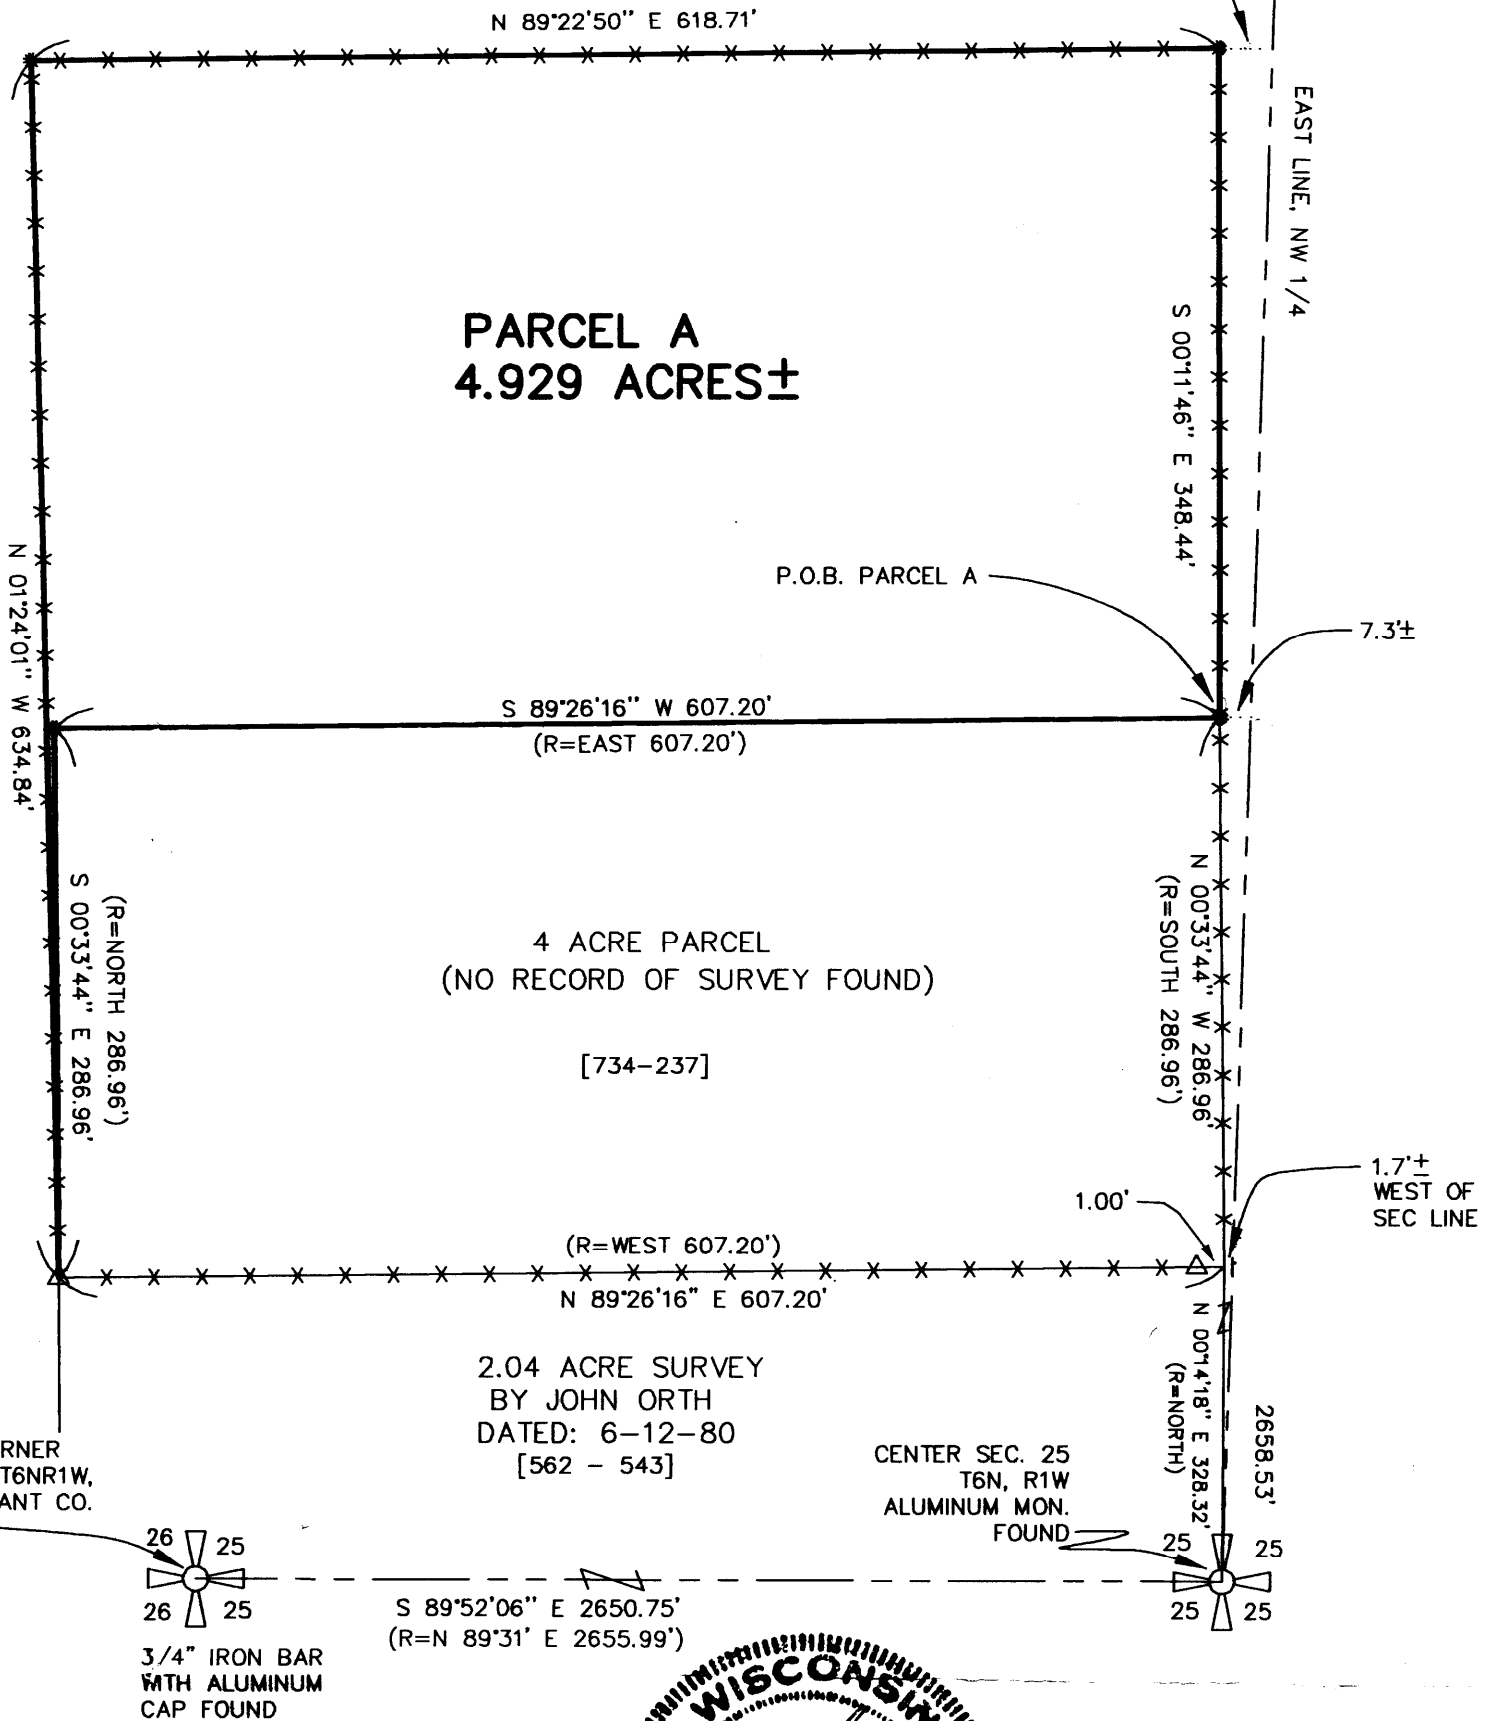 N 89°22'50" E 618.71'
EAST LINE, NW 1/4
PARCEL A
4.929 ACRES±
S 00°11'46" E 348.44'
P.O.B. PARCEL A
7.3'±
N 01°24'01" W 634.84'
S 89°26'16" W 607.20'
(R=EAST 607.20')
(R=NORTH 286.96')
S 00°33'44" E 286.96'
4 ACRE PARCEL
(NO RECORD OF SURVEY FOUND)
[734-237]
N 00°33'44" W 286.96'
(R=SOUTH 286.96')
1.00'
1.7'±
WEST OF
SEC LINE
(R=WEST 607.20')
N 89°26'16" E 607.20'
2.04 ACRE SURVEY
BY JOHN ORTH
DATED: 6-12-80
[562 - 543]
N 00°14'18" E 328.32'
(R=NORTH)
2658.53'
RNER
T6NR1W,
ANT CO.
CENTER SEC. 25
T6N, R1W
ALUMINUM MON.
FOUND
26 25
26 25
25 25
25 25
S 89°52'06" E 2650.75'
(R=N 89°31' E 2655.99')
3/4" IRON BAR
WITH ALUMINUM
CAP FOUND
WISCONSIN